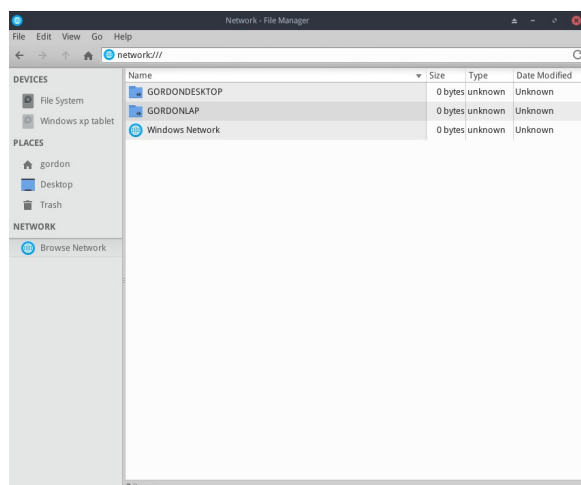 Network - File Manager
File Edit View Go Help
network:///
DEVICES
File System
Windows xp tablet
PLACES
gordon
Desktop
Trash
NETWORK
Browse Network
Name Size Type Date Modified
GORDONDESKTOP 0 bytes unknown Unknown
GORDONLAP 0 bytes unknown Unknown
Windows Network 0 bytes unknown Unknown